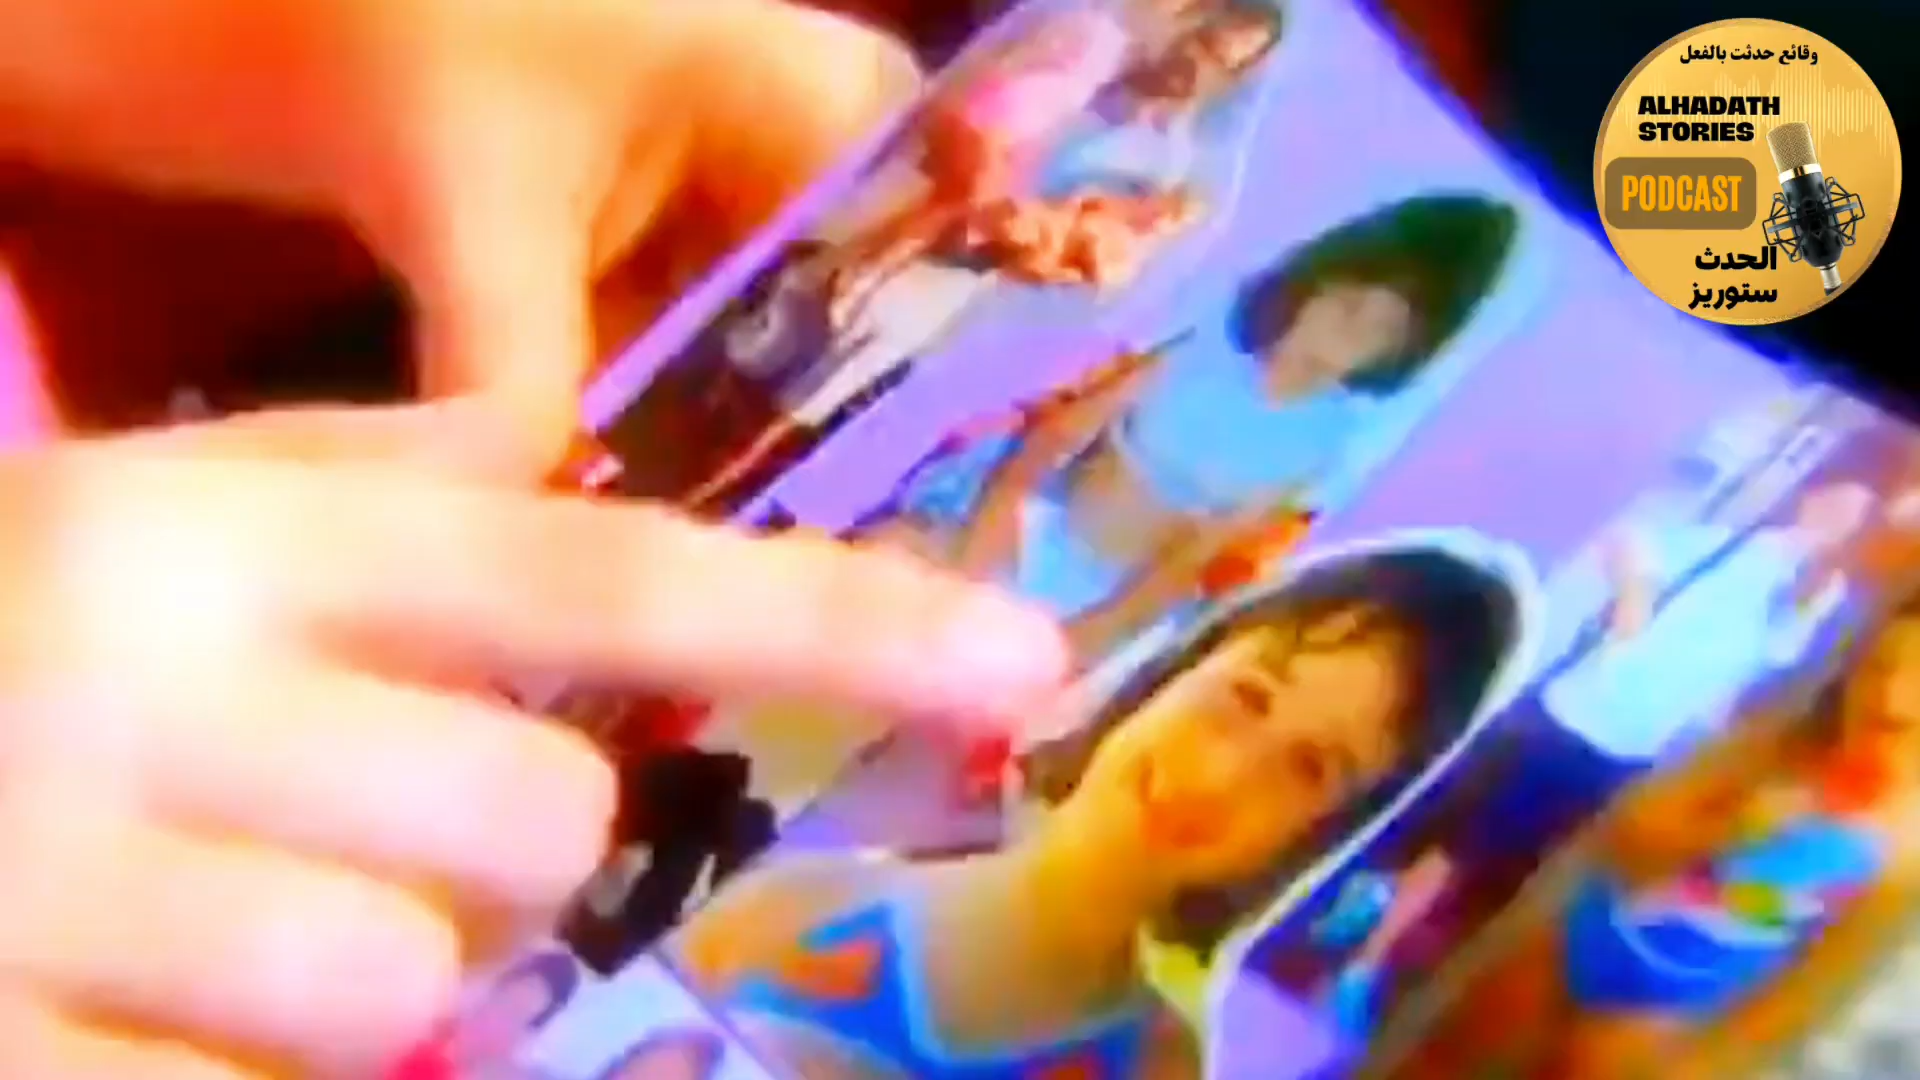 وقائع حدثت بالفعل
ALHADATH
STORIES
PODCAST
الحدث
ستوريز